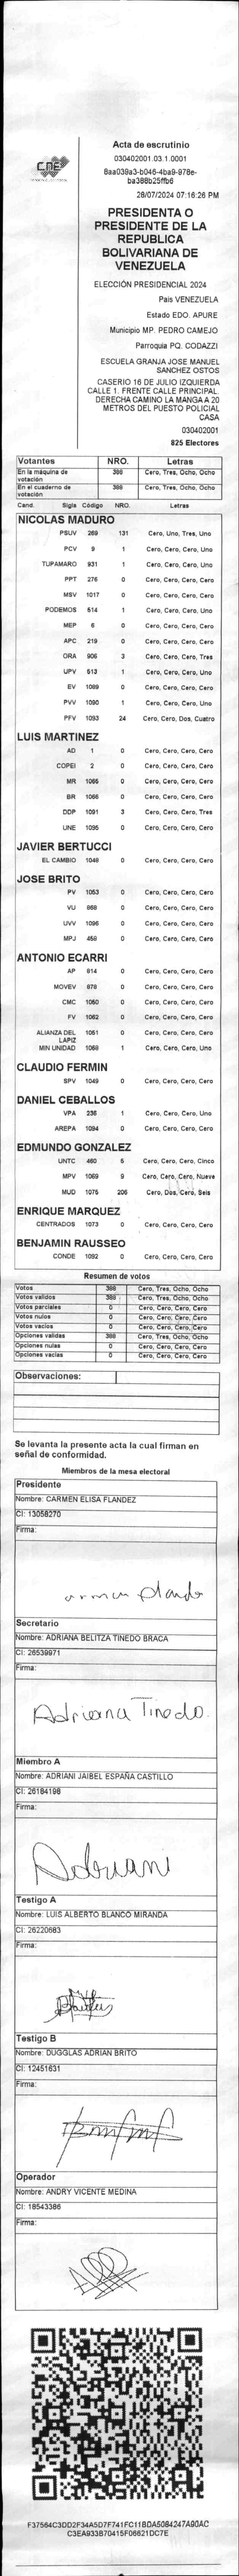 CNE
Acta de escrutinio
030402001.03.1.0001
8aa039a3-b046-4ba9-978e-
ba388b25ffb6
28/07/2024 07:16:26 PM
PRESIDENTA O
PRESIDENTE DE LA
REPUBLICA
BOLIVARIANA DE
VENEZUELA
ELECCIÓN PRESIDENCIAL 2024
Pais VENEZUELA
Estado EDO. APURE
Municipio MP. PEDRO CAMEJO
Parroquia PQ. CODAZZI
ESCUELA GRANJA JOSE MANUEL
SANCHEZ OSTOS
CASERIO 16 DE JULIO IZQUIERDA
CALLE 1. FRENTE CALLE PRINCIPAL.
DERECHA CAMINO LA MANGA A 20
METROS DEL PUESTO POLICIAL
CASA
030402001
825 Electores
Votantes NRO. Letras
En la máquina de votación 388 Cero, Tres, Ocho, Ocho
En el cuaderno de votación 388 Cero, Tres, Ocho, Ocho
Cand. Sigla Código NRO. Letras
NICOLAS MADURO
PSUV 269 131 Cero, Uno, Tres, Uno
PCV 9 1 Cero, Cero, Cero, Uno
TUPAMARO 931 1 Cero, Cero, Cero, Uno
PPT 276 0 Cero, Cero, Cero, Cero
MSV 1017 0 Cero, Cero, Cero, Cero
PODEMOS 514 1 Cero, Cero, Cero, Uno
MEP 6 0 Cero, Cero, Cero, Cero
APC 219 0 Cero, Cero, Cero, Cero
ORA 906 3 Cero, Cero, Cero, Tres
UPV 513 1 Cero, Cero, Cero, Uno
EV 1089 0 Cero, Cero, Cero, Cero
PVV 1090 1 Cero, Cero, Cero, Uno
PFV 1093 24 Cero, Cero, Dos, Cuatro
LUIS MARTINEZ
AD 1 0 Cero, Cero, Cero, Cero
COPEI 2 0 Cero, Cero, Cero, Cero
MR 1065 0 Cero, Cero, Cero, Cero
BR 1066 0 Cero, Cero, Cero, Cero
DDP 1091 3 Cero, Cero, Cero, Tres
UNE 1095 0 Cero, Cero, Cero, Cero
JAVIER BERTUCCI
EL CAMBIO 1048 0 Cero, Cero, Cero, Cero
JOSE BRITO
PV 1053 0 Cero, Cero, Cero, Cero
VU 868 0 Cero, Cero, Cero, Cero
UVV 1096 0 Cero, Cero, Cero, Cero
MPJ 459 0 Cero, Cero, Cero, Cero
ANTONIO ECARRI
AP 914 0 Cero, Cero, Cero, Cero
MOVEV 878 0 Cero, Cero, Cero, Cero
CMC 1050 0 Cero, Cero, Cero, Cero
FV 1062 0 Cero, Cero, Cero, Cero
ALIANZA DEL LAPIZ 1051 0 Cero, Cero, Cero, Cero
MIN UNIDAD 1058 1 Cero, Cero, Cero, Uno
CLAUDIO FERMIN
SPV 1049 0 Cero, Cero, Cero, Cero
DANIEL CEBALLOS
VPA 236 1 Cero, Cero, Cero, Uno
AREPA 1094 0 Cero, Cero, Cero, Cero
EDMUNDO GONZALEZ
UNTC 460 5 Cero, Cero, Cero, Cinco
MPV 1069 9 Cero, Cero, Cero, Nueve
MUD 1075 206 Cero, Dos, Cero, Seis
ENRIQUE MARQUEZ
CENTRADOS 1073 0 Cero, Cero, Cero, Cero
BENJAMIN RAUSSEO
CONDE 1092 0 Cero, Cero, Cero, Cero
Resumen de votos
Votos 388 Cero, Tres, Ocho, Ocho
Votos validos 388 Cero, Tres, Ocho, Ocho
Votos parciales 0 Cero, Cero, Cero, Cero
Votos nulos 0 Cero, Cero, Cero, Cero
Votos vacios 0 Cero, Cero, Cero, Cero
Opciones validas 388 Cero, Tres, Ocho, Ocho
Opciones nulas 0 Cero, Cero, Cero, Cero
Opciones vacias 0 Cero, Cero, Cero, Cero
Observaciones:
Se levanta la presente acta la cual firman en
señal de conformidad.
Miembros de la mesa electoral
Presidente
Nombre: CARMEN ELISA FLANDEZ
CI: 13058270
Firma:
Secretario
Nombre: ADRIANA BELITZA TINEDO BRACA
CI: 26539971
Firma:
Adriana Tinedo.
Miembro A
Nombre: ADRIANI JAIBEL ESPAÑA CASTILLO
CI: 26184198
Firma:
Adriani
Testigo A
Nombre: LUIS ALBERTO BLANCO MIRANDA
CI: 26220683
Firma:
Testigo B
Nombre: DUGGLAS ADRIAN BRITO
CI: 12451631
Firma:
Operador
Nombre: ANDRY VICENTE MEDINA
CI: 18543386
Firma:
F37564C3DD2F34A5D7F741FC11BDA5084247A90AC
C3EA933B70415F06621DC7E